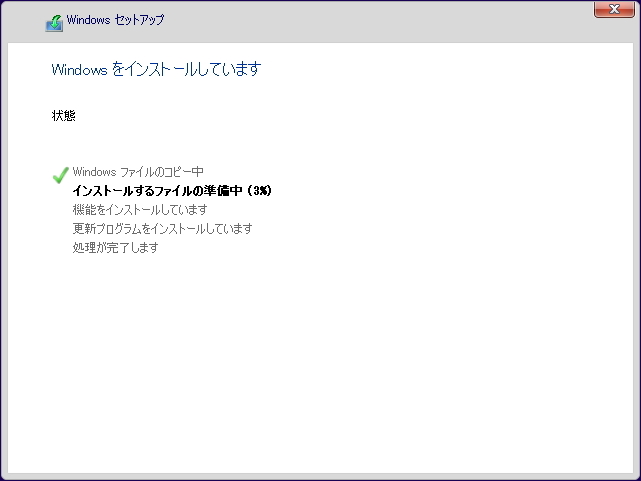 Windows セットアップ
Windows をインストールしています
状態
Windows ファイルのコピー中
インストールするファイルの準備中 (3%)
機能をインストールしています
更新プログラムをインストールしています
処理が完了します